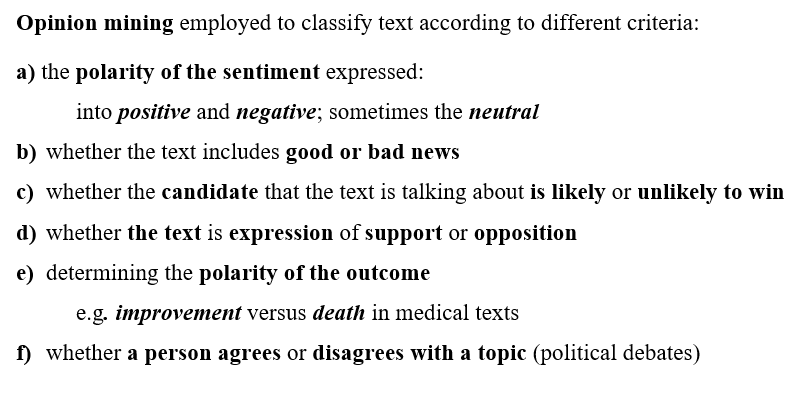 Opinion mining employed to classify text according to different criteria:
a) the polarity of the sentiment expressed:
into positive and negative; sometimes the neutral
b) whether the text includes good or bad news
c) whether the candidate that the text is talking about is likely or unlikely to win
d) whether the text is expression of support or opposition
e) determining the polarity of the outcome
e.g. improvement versus death in medical texts
f) whether a person agrees or disagrees with a topic (political debates)